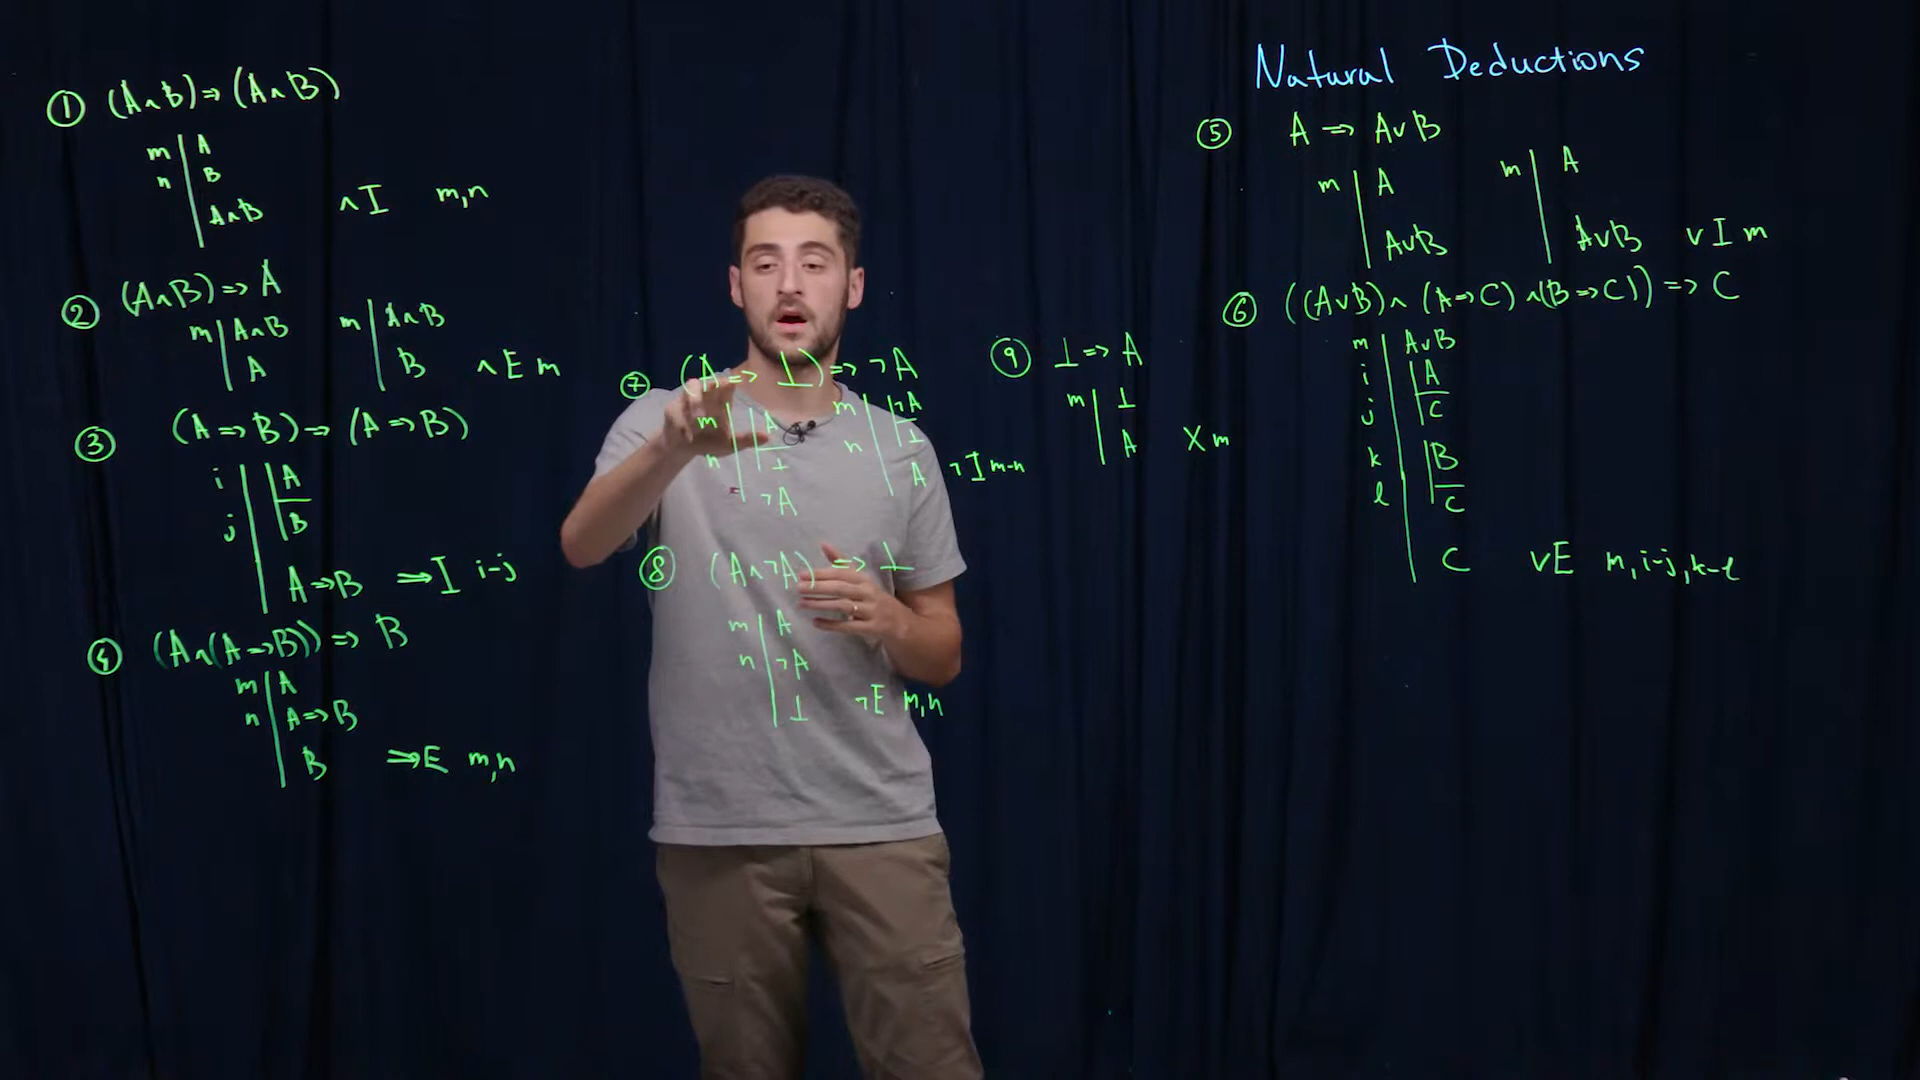 Natural Deductions
① (A∧B)⇒(A∧B)
m | A
n | B
| A∧B ∧I m,n
② (A∧B)⇒A
m | A∧B m | A∧B
| A | B ∧E m
③ (A⇒B)⇒(A⇒B)
i | | A
j | | B
| A⇒B ⇒I i-j
④ (A∧(A⇒B))⇒B
m | A
n | A⇒B
| B ⇒E m,n
⑦ (A⇒⊥)⇒¬A
m | | A m | | ¬A
n | | ⊥ n | | ⊥
| ¬A | A ¬I m-n
⑧ (A∧¬A)⇒⊥
m | A
n | ¬A
| ⊥ ¬E m,n
⑨ ⊥⇒A
m | ⊥
| A X m
⑤ A⇒A∨B
m | A m | A
| A∨B | A∨B ∨I m
⑥ ((A∨B)∧(A⇒C)∧(B⇒C))⇒C
m | A∨B
i | | A
j | | C
k | | B
l | | C
| C ∨E m,i-j,k-l